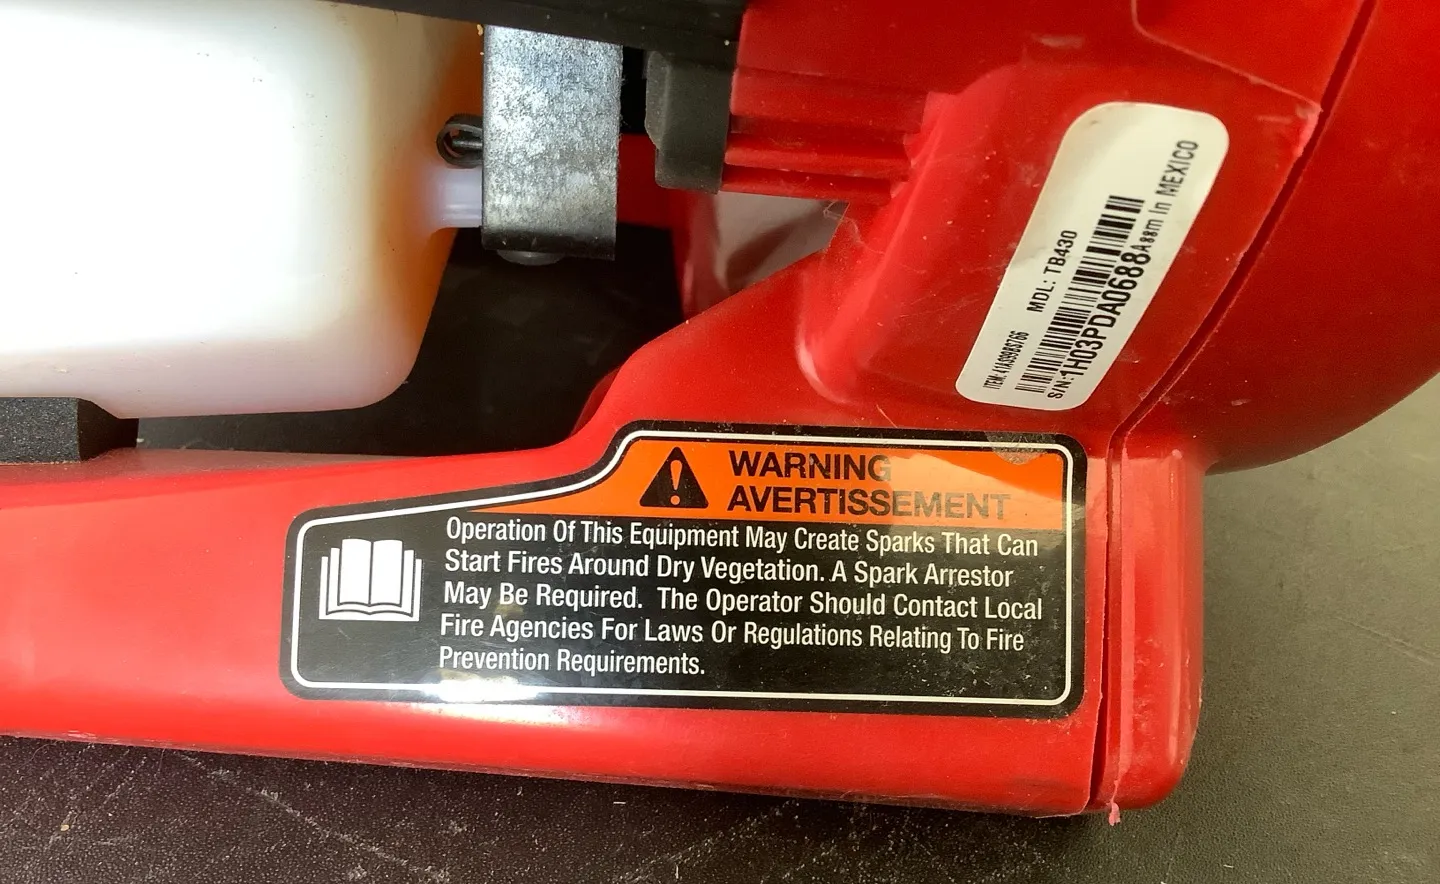 ITEM: 41AS99BS766
MDL: TB430
S/N:1H03PDA0688 Assm In MEXICO
WARNING
AVERTISSEMENT
Operation Of This Equipment May Create Sparks That Can
Start Fires Around Dry Vegetation. A Spark Arrestor
May Be Required. The Operator Should Contact Local
Fire Agencies For Laws Or Regulations Relating To Fire
Prevention Requirements.